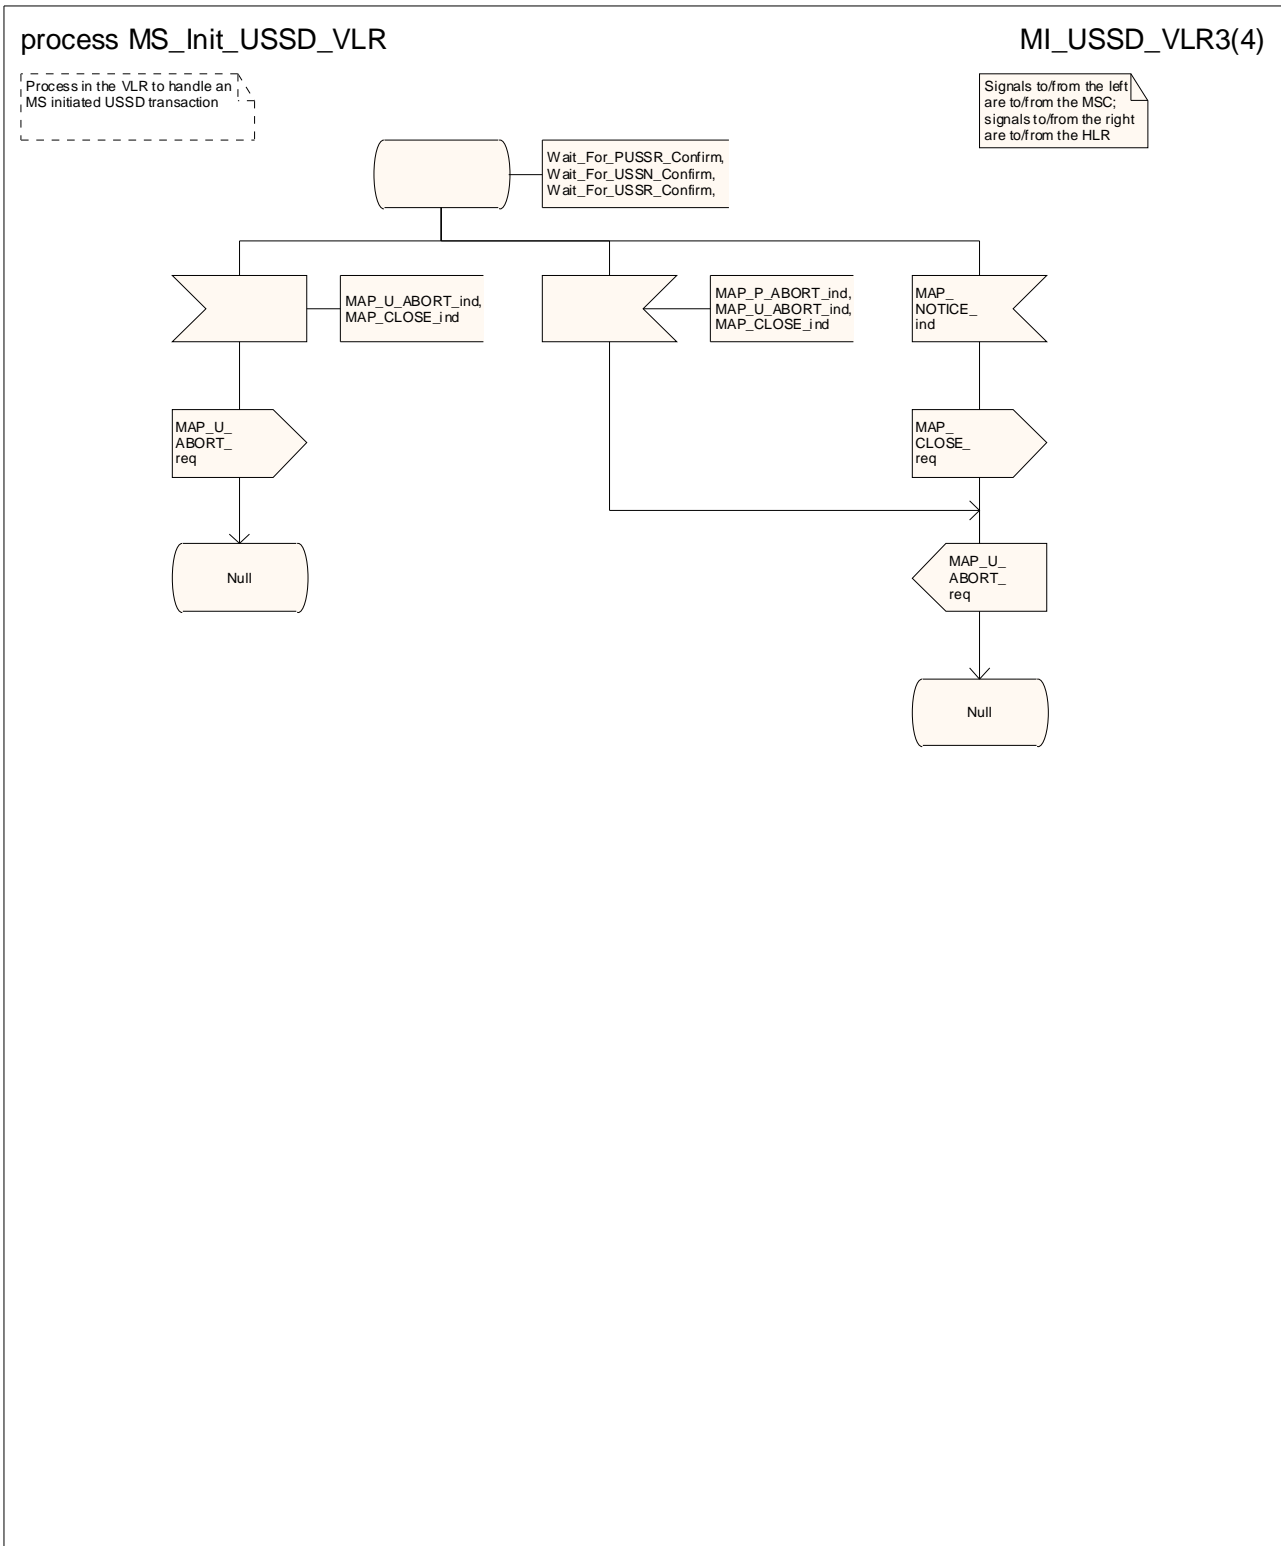 process MS_Init_USSD_VLR
MI_USSD_VLR3(4)
Process in the VLR to handle an
MS initiated USSD transaction
Signals to/from the left
are to/from the MSC;
signals to/from the right
are to/from the HLR
Wait_For_PUSSR_Confirm,
Wait_For_USSN_Confirm,
Wait_For_USSR_Confirm,
MAP_U_ABORT_ind,
MAP_CLOSE_ind
MAP_P_ABORT_ind,
MAP_U_ABORT_ind,
MAP_CLOSE_ind
MAP_
NOTICE_
ind
MAP_U_
ABORT_
req
MAP_
CLOSE_
req
Null
MAP_U_
ABORT_
req
Null